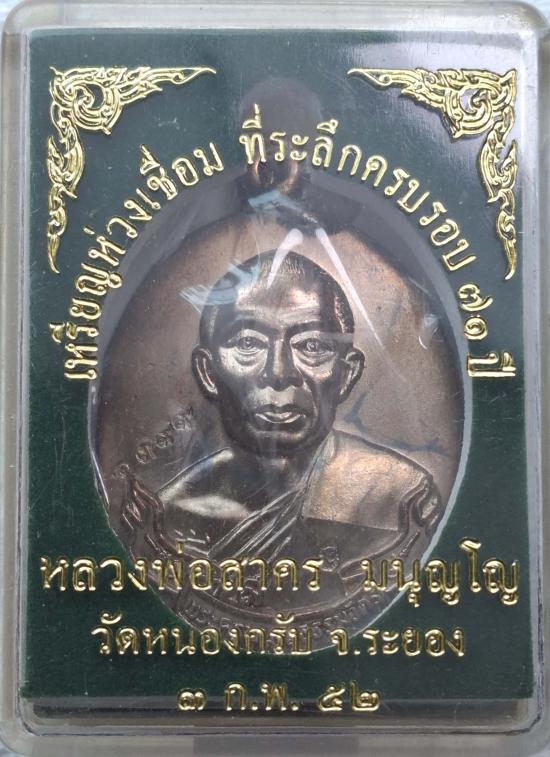 เหรียญห่วงเชื่อม ที่ระลึกครบรอบ ๗๑ ปี
หลวงพ่อสาคร มนุญโญ
วัดหนองกรับ จ.ระยอง
๓ ก.พ. ๕๒